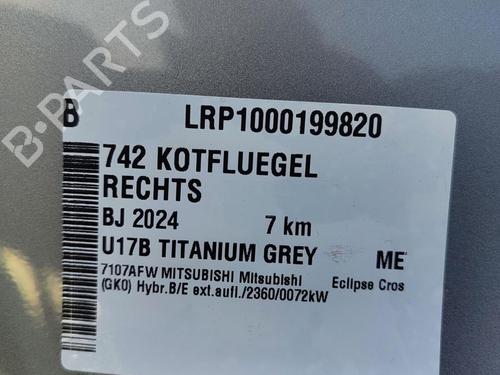 B-PARTS
B LRP1000199820
742 KOTFLUEGEL
RECHTS
BJ 2024 7 km
U17B TITANIUM GREY ME
7107AFW MITSUBISHI Mitsubishi Eclipse Cros
(GK0) Hybr.B/E ext.aufl./2360/0072kW